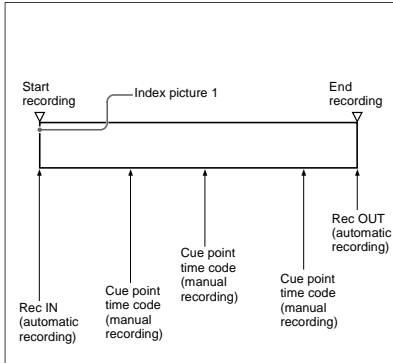 Start
recording
Index picture 1
End
recording
Rec IN
(automatic
recording)
Cue point
time code
(manual
recording)
Cue point
time code
(manual
recording)
Cue point
time code
(manual
recording)
Rec OUT
(automatic
recording)